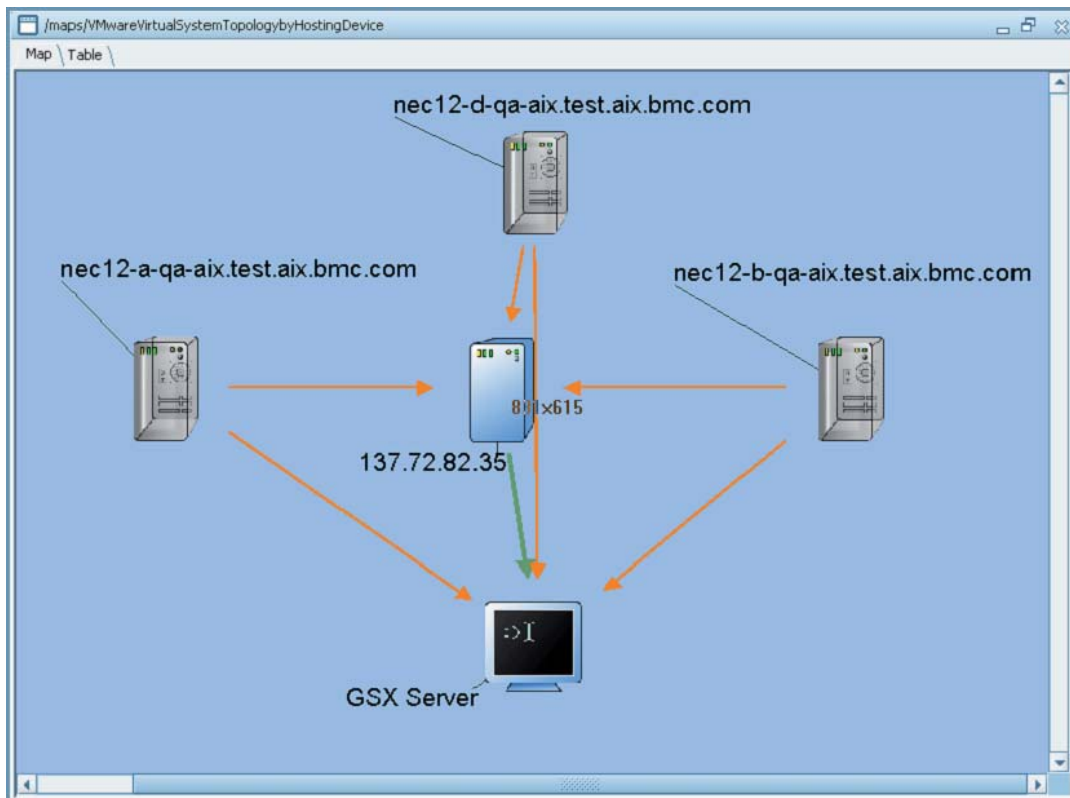 /maps/VMwareVirtualSystemTopologybyHostingDevice
Map Table
nec12-d-qa-aix.test.aix.bmc.com
nec12-a-qa-aix.test.aix.bmc.com
nec12-b-qa-aix.test.aix.bmc.com
831x615
137.72.82.35
:>
GSX Server